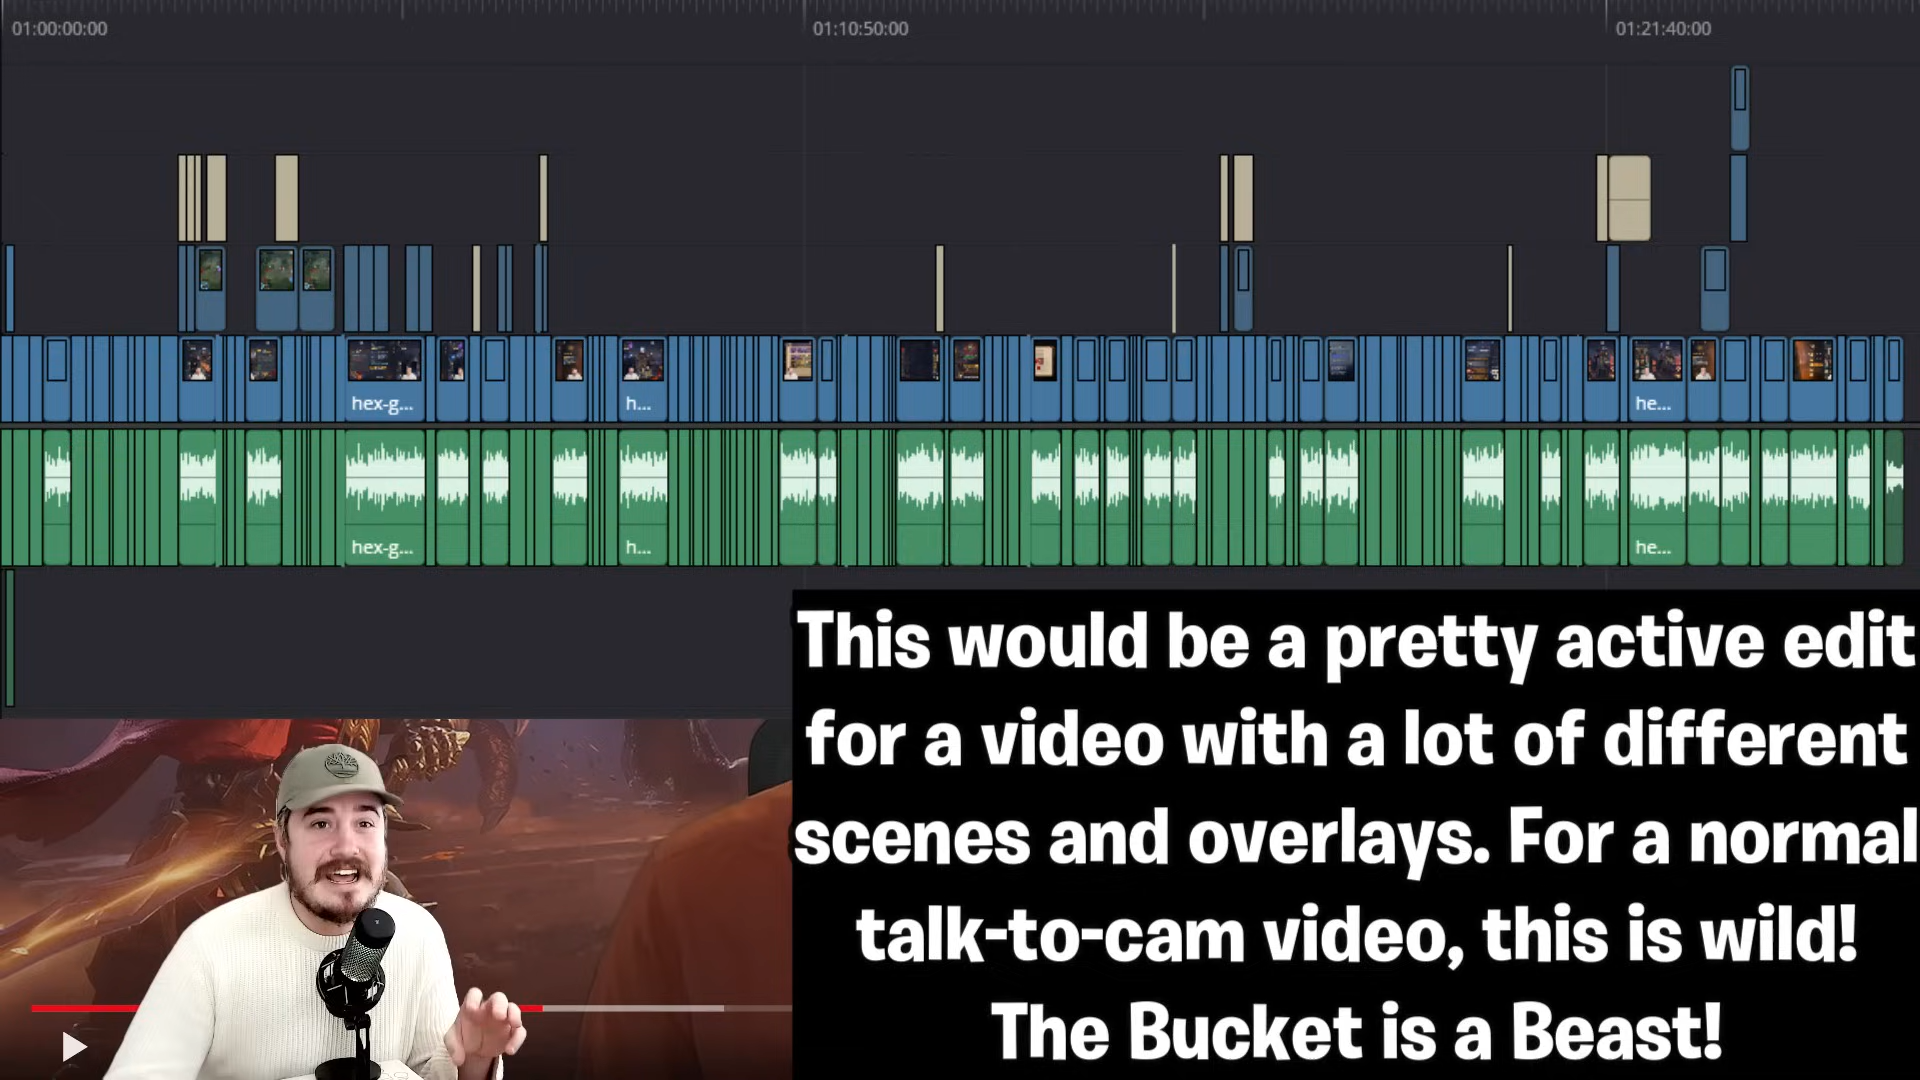 01:00:00:00 01:10:50:00 01:21:40:00
hex-g... h... he...
hex-g... h... he...
This would be a pretty active edit
for a video with a lot of different
scenes and overlays. For a normal
talk-to-cam video, this is wild!
The Bucket is a Beast!